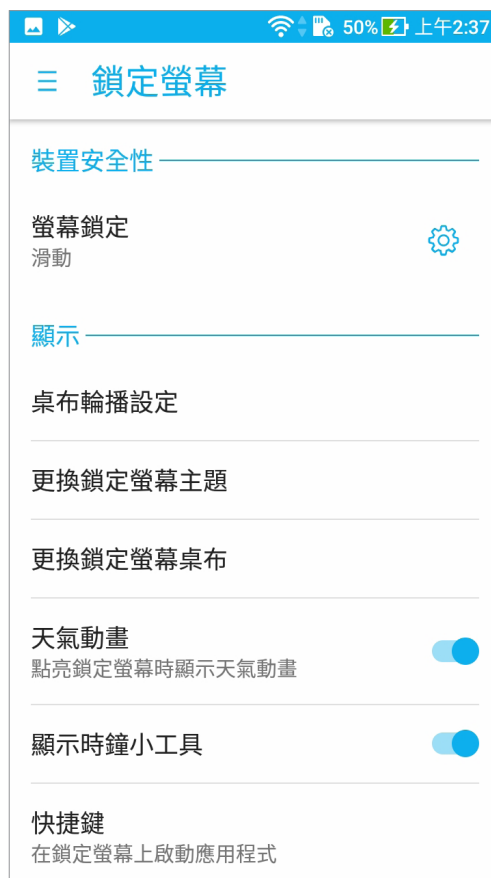 50% 上午2:37
鎖定螢幕
裝置安全性
螢幕鎖定
滑動
顯示
桌布輪播設定
更換鎖定螢幕主題
更換鎖定螢幕桌布
天氣動畫
點亮鎖定螢幕時顯示天氣動畫
顯示時鐘小工具
快捷鍵
在鎖定螢幕上啟動應用程式